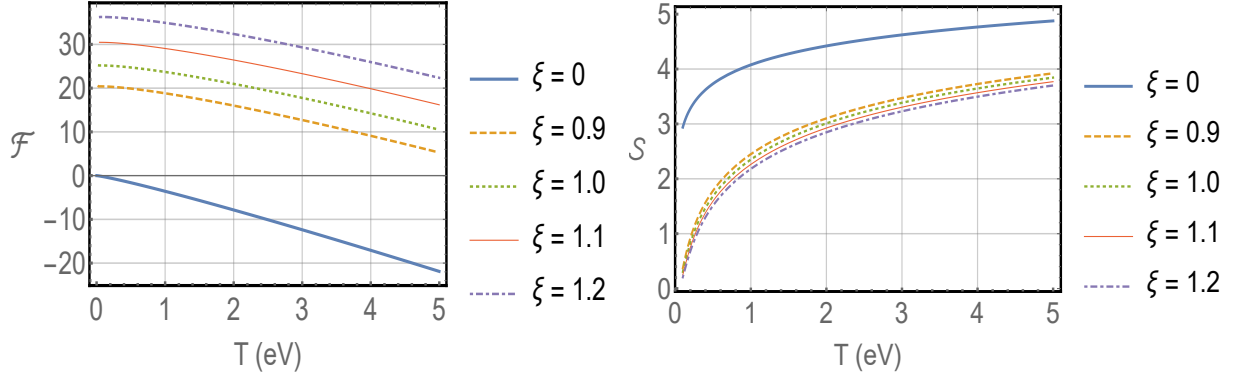 30
20
10
0
−10
−20
ℱ
0 1 2 3 4 5
T (eV)
ξ = 0
ξ = 0.9
ξ = 1.0
ξ = 1.1
ξ = 1.2
5
4
3
2
1
0
𝒮
0 1 2 3 4 5
T (eV)
ξ = 0
ξ = 0.9
ξ = 1.0
ξ = 1.1
ξ = 1.2